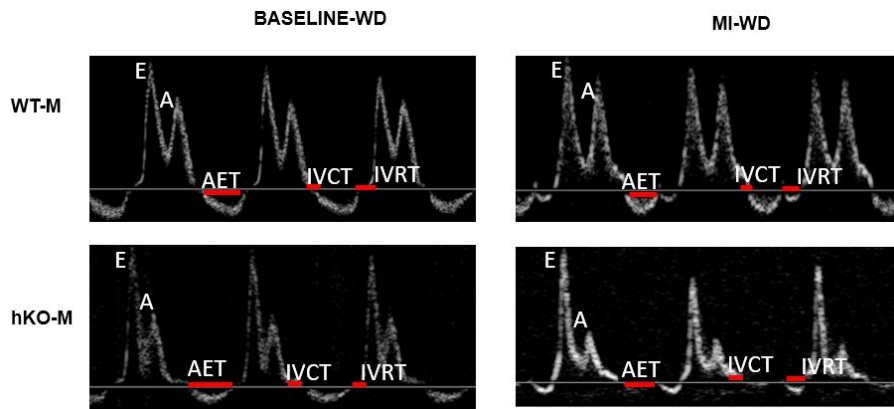 BASELINE-WD
MI-WD
WT-M
E
A
AET
IVCT
IVRT
E
A
AET
IVCT
IVRT
hKO-M
E
A
AET
IVCT
IVRT
E
A
AET
IVCT
IVRT